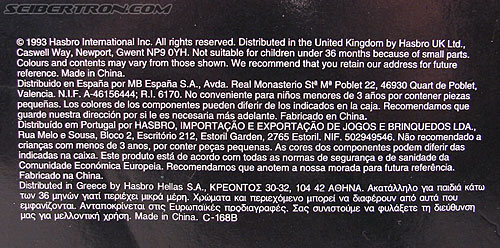 SEIBERTRON.COM
© 1993 Hasbro International Inc. All rights reserved. Distributed in the United Kingdom by Hasbro UK Ltd.,
Caswell Way, Newport, Gwent NP9 0YH. Not suitable for children under 36 months because of small parts.
Colours and contents may vary from those shown. We recommend that you retain our address for future
reference. Made in China.
Distribuido en España por MB España S.A., Avda. Real Monasterio Stª Mª Poblet 22, 46930 Quart de Poblet,
Valencia. N.I.F. A-46156444; R.I. 6170. No conveniente para niños menores de 3 años por contener piezas
pequeñas. Los colores de los componentes pueden diferir de los indicados en la caja. Recomendamos que
guarde nuestra dirección por si le es necesaria más adelante. Fabricado en China.
Distribuído em Portugal por HASBRO, IMPORTAÇÃO E EXPORTAÇÃO DE JOGOS E BRINQUEDOS LDA.,
Rua Melo e Sousa, Bloco 2, Escritório 212, Estoril Garden, 2765 Estoril. NIF. 502949546. Não recomendado a
crianças com menos de 3 anos, por conter peças pequenas. As cores dos componentes podem diferir das
indicadas na caixa. Este produto está de acordo com todas as normas de segurança e de sanidade da
Comunidade Económica Europeia. Recomendamos que anotem a nossa morada para futura referência.
Fabricado na China.
Distributed in Greece by Hasbro Hellas S.A., ΚΡΕΟΝΤΟΣ 30-32, 104 42 ΑΘΗΝΑ. Ακατάλληλο για παιδιά κάτω
των 36 μηνών γιατί περιέχει μικρά μέρη. Χρώματα και περιεχόμενο μπορεί να διαφέρουν από αυτά που
εμφανίζονται. Ανταποκρίνεται στις Ευρωπαϊκές προδιαγραφές. Σας συνιστούμε να φυλάξετε τη διεύθυνση
μας για μελλοντική χρήση. Made in China. C-168B